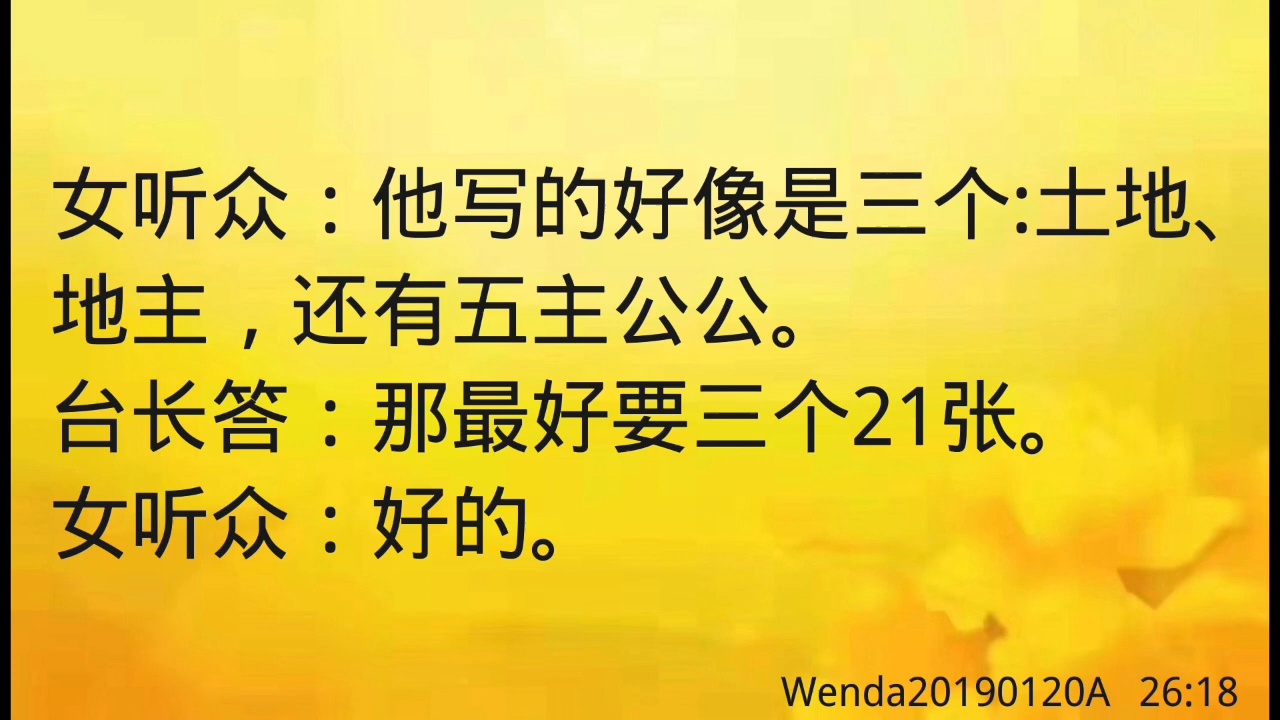 女听众：他写的好像是三个:土地、
地主，还有五主公公。
台长答：那最好要三个21张。
女听众：好的。
Wenda20190120A 26:18